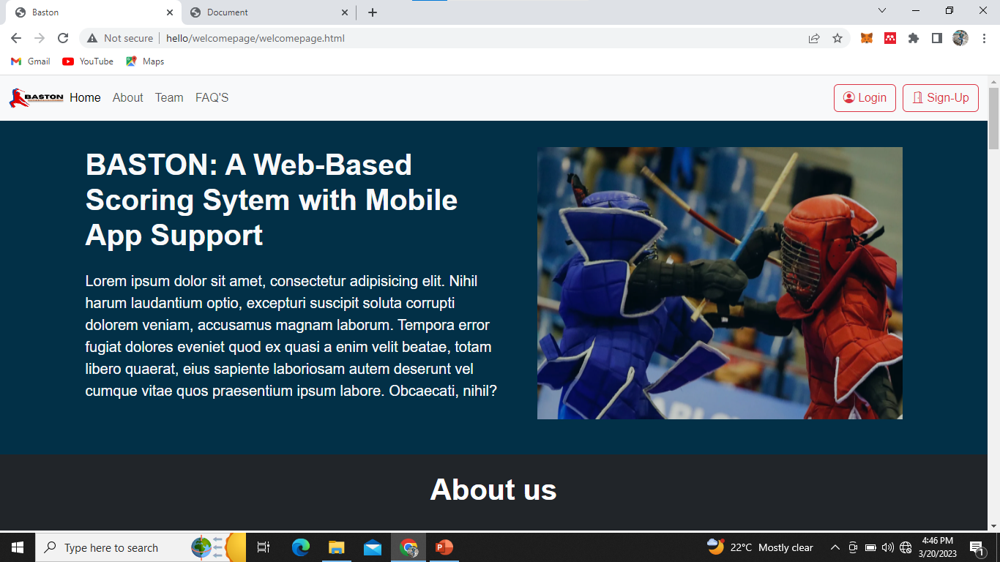 Baston
Document
Not secure
hello/welcomepage/welcomepage.html
Gmail
YouTube
Maps
BASTON
Home
About
Team
FAQ'S
Login
Sign-Up
BASTON: A Web-Based
Scoring Sytem with Mobile
App Support
Lorem ipsum dolor sit amet, consectetur adipisicing elit. Nihil
harum laudantium optio, excepturi suscipit soluta corrupti
dolorem veniam, accusamus magnam laborum. Tempora error
fugiat dolores eveniet quod ex quasi a enim velit beatae, totam
libero quaerat, eius sapiente laboriosam autem deserunt vel
cumque vitae quos praesentium ipsum labore. Obcaecati, nihil?
About us
Type here to search
22°C Mostly clear
4:46 PM
3/20/2023
1